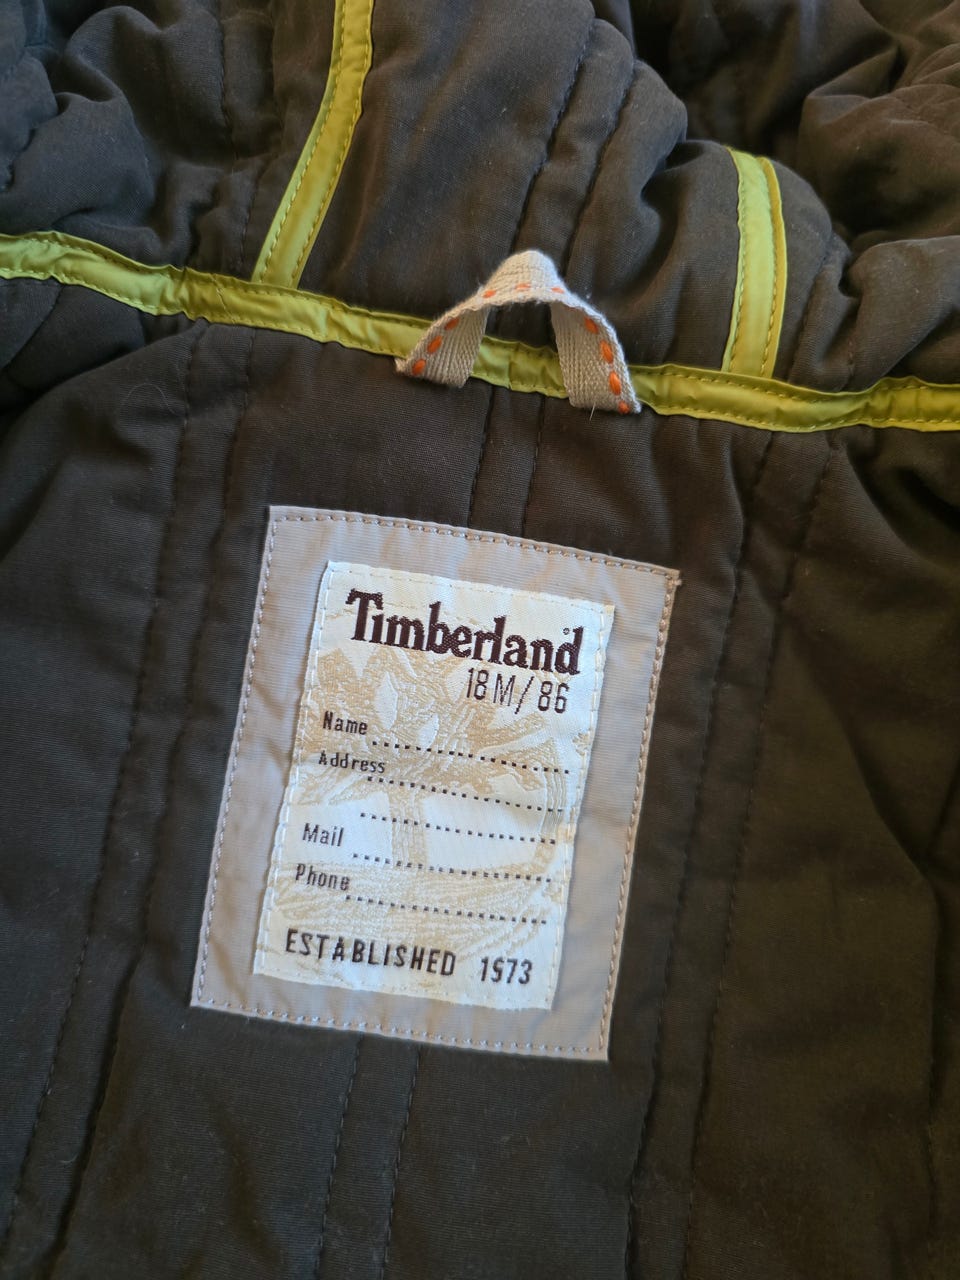 Timberland®
18M/86
Name
Address
Mail
Phone
ESTABLISHED 1973